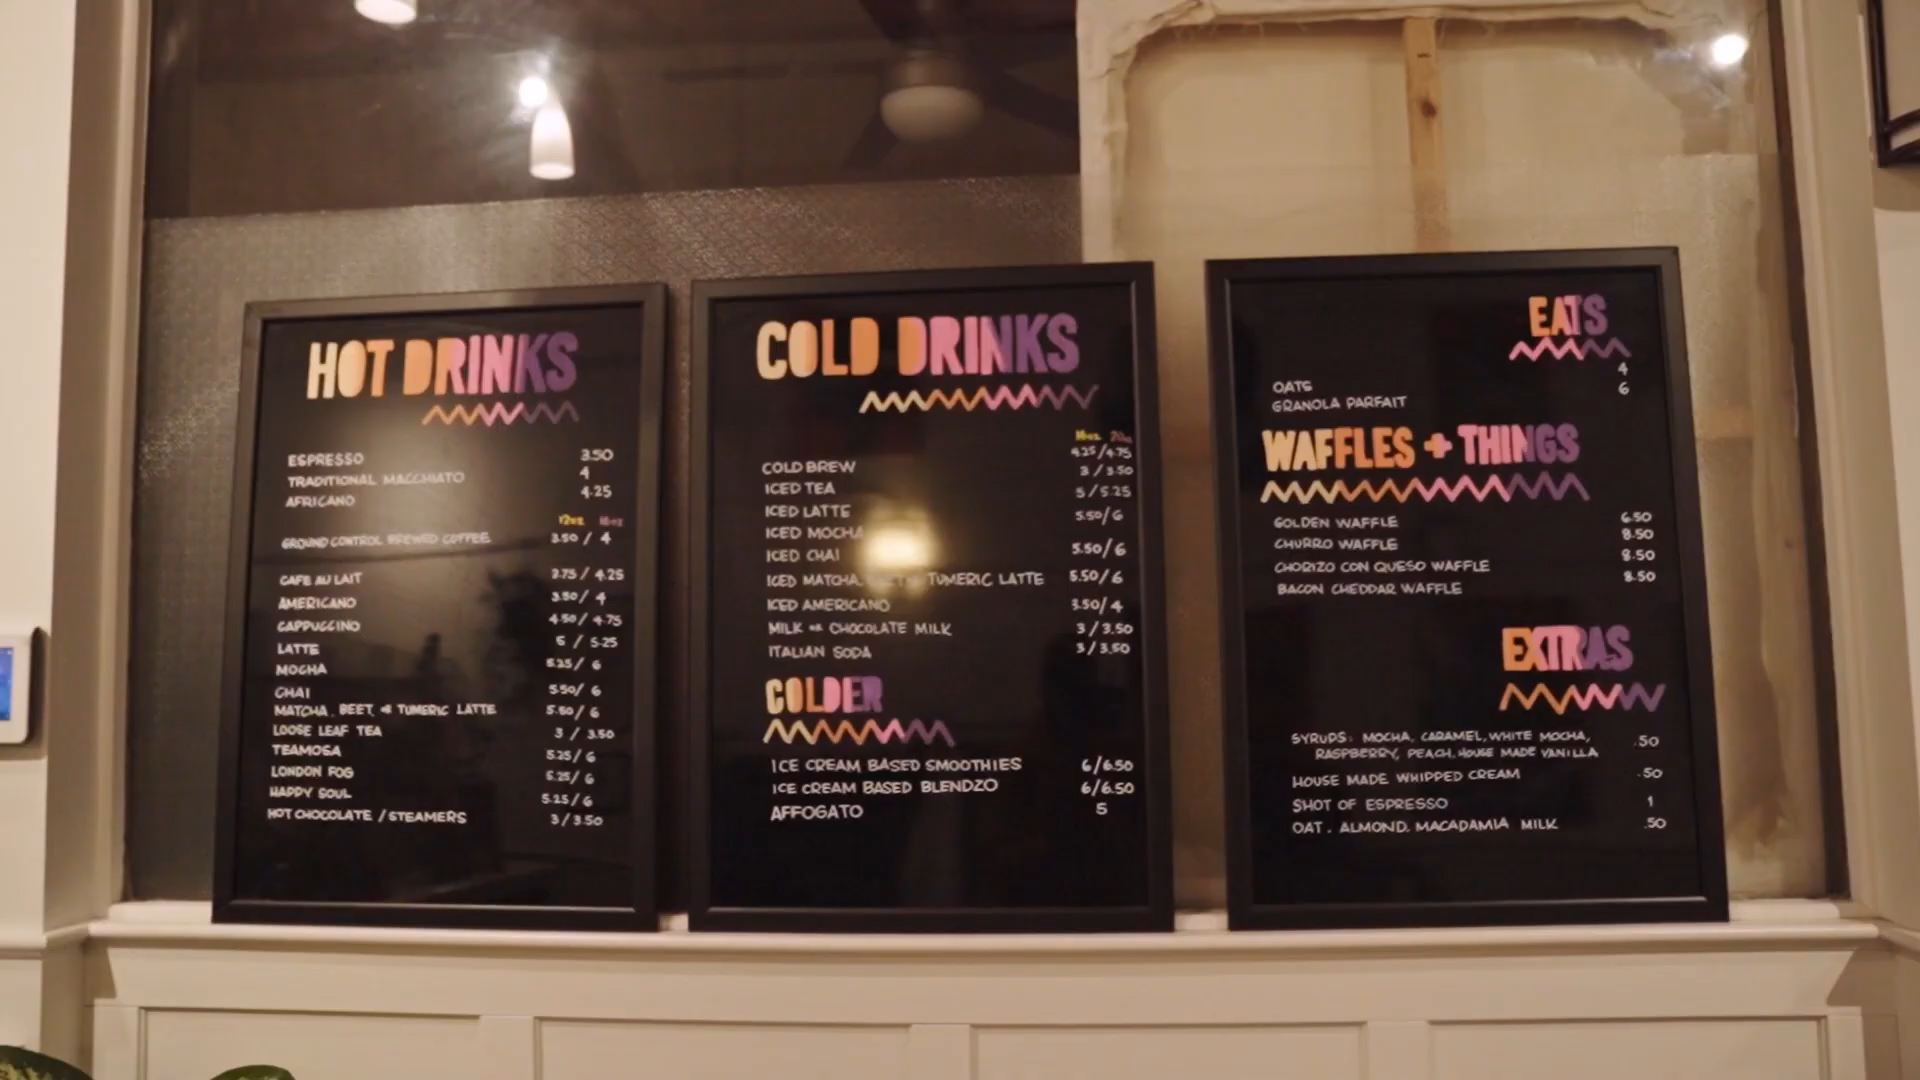 HOT DRINKS
ESPRESSO 3.50
TRADITIONAL MACCHIATO 4
AFRICANO 4.25
12oz 16oz
GROUND CONTROL BREWED COFFEE 3.50 / 4
CAFE AU LAIT 3.75 / 4.25
AMERICANO 3.50 / 4
CAPPUCCINO 4.50 / 4.75
LATTE 5 / 5.25
MOCHA 5.25 / 6
CHAI 5.50 / 6
MATCHA, BEET, TUMERIC LATTE 5.50 / 6
LOOSE LEAF TEA 3 / 3.50
TEAMOSA 5.25 / 6
LONDON FOG 5.25 / 6
HAPPY SOUL 5.25 / 6
HOT CHOCOLATE / STEAMERS 3 / 3.50
COLD DRINKS
16oz 20oz
COLD BREW 4.25/4.75
ICED TEA 3 / 3.50
ICED LATTE 5 / 5.25
ICED MOCHA 5.50/6
ICED CHAI 5.50/6
ICED MATCHA, TUMERIC LATTE 5.50/6
ICED AMERICANO 3.50/4
MILK OR CHOCOLATE MILK 3/3.50
ITALIAN SODA 3/3.50
COLDER
ICE CREAM BASED SMOOTHIES 6/6.50
ICE CREAM BASED BLENDZO 6/6.50
AFFOGATO 5
EATS
OATS 4
GRANOLA PARFAIT 6
WAFFLES + THINGS
GOLDEN WAFFLE 6.50
CHURRO WAFFLE 8.50
CHORIZO CON QUESO WAFFLE 8.50
BACON CHEDDAR WAFFLE 8.50
EXTRAS
SYRUPS: MOCHA, CARAMEL, WHITE MOCHA,
RASPBERRY, PEACH, HOUSE MADE VANILLA .50
HOUSE MADE WHIPPED CREAM .50
SHOT OF ESPRESSO 1
OAT, ALMOND, MACADAMIA MILK .50